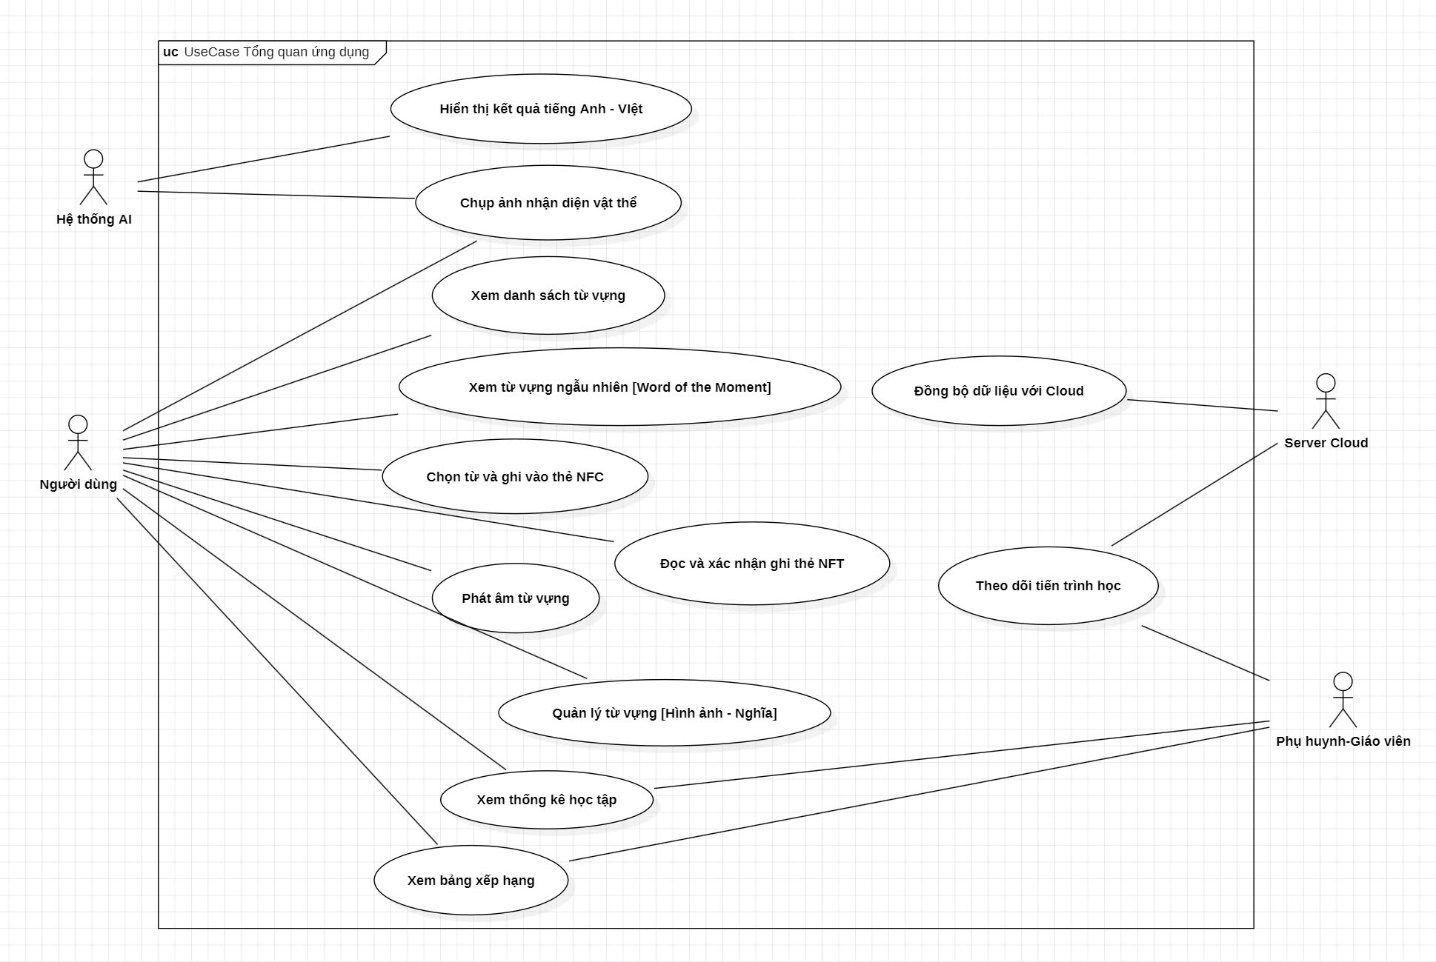 uc UseCase Tổng quan ứng dụng
Hiển thị kết quả tiếng Anh - VIệt
Hệ thống AI
Chụp ảnh nhận diện vật thể
Xem danh sách từ vựng
Xem từ vựng ngẫu nhiên [Word of the Moment]
Đồng bộ dữ liệu với Cloud
Server Cloud
Người dùng
Chọn từ và ghi vào thẻ NFC
Đọc và xác nhận ghi thẻ NFT
Theo dõi tiến trình học
Phát âm từ vựng
Quản lý từ vựng [Hình ảnh - Nghĩa]
Phụ huynh-Giáo viên
Xem thống kê học tập
Xem bảng xếp hạng